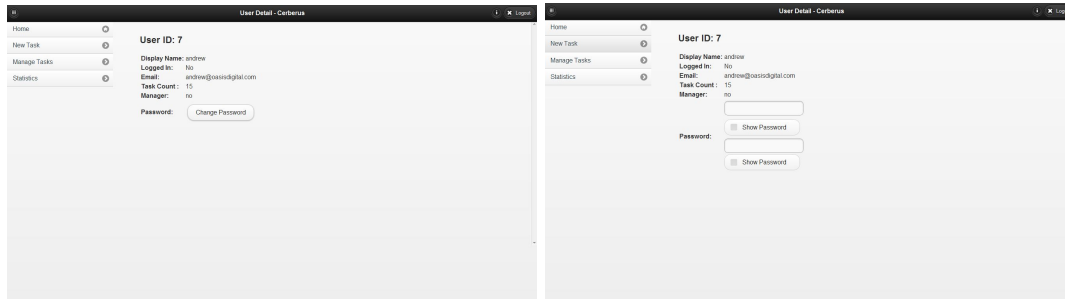 User Detail - Cerberus
Logout
Home
New Task
Manage Tasks
Statistics
User ID: 7
Display Name: andrew
Logged In: No
Email: andrew@oasisdigital.com
Task Count : 15
Manager: no
Password: Change Password
User Detail - Cerberus
Log
Home
New Task
Manage Tasks
Statistics
User ID: 7
Display Name: andrew
Logged In: No
Email: andrew@oasisdigital.com
Task Count : 15
Manager: no
Show Password
Password:
Show Password